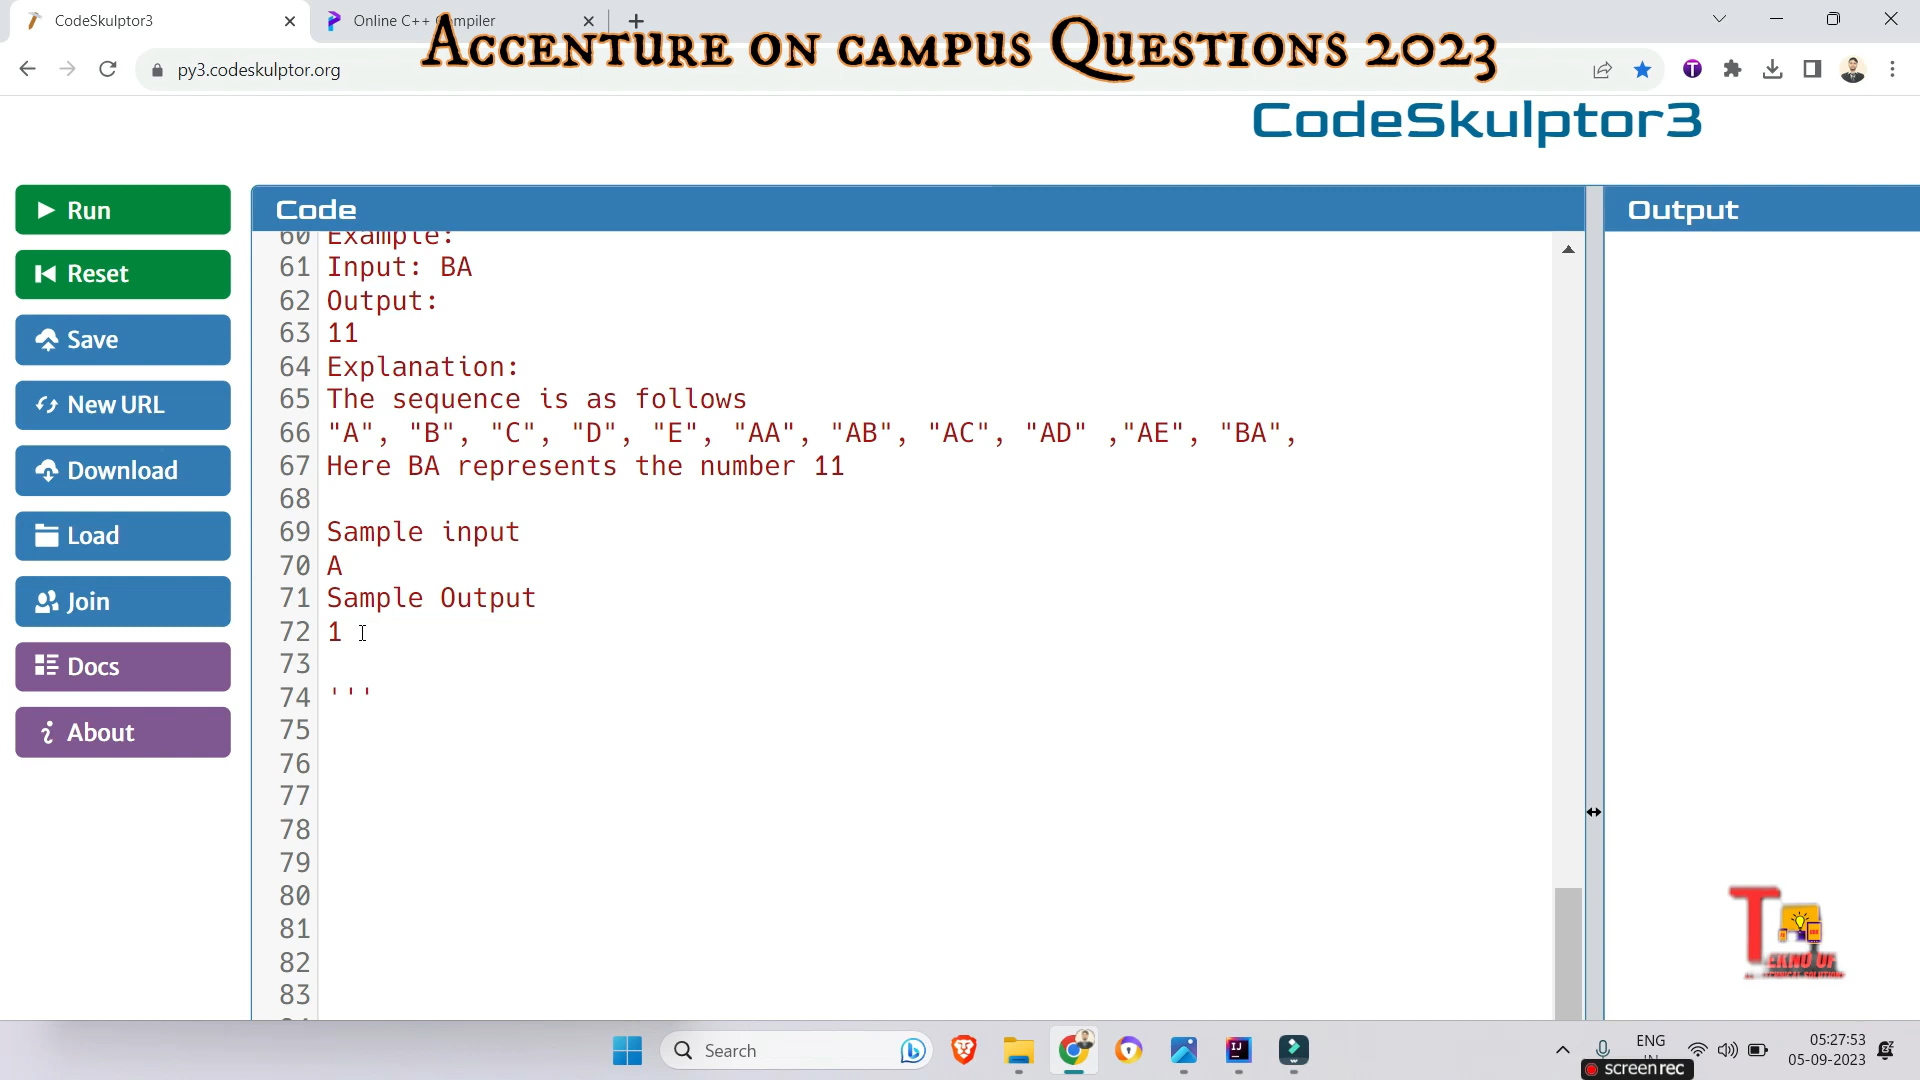 CodeSkulptor3
Online C++ Compiler
Accenture on campus Questions 2023
py3.codeskulptor.org
CodeSkulptor3
Run
Reset
Save
New URL
Download
Load
Join
Docs
About
Code
Output
60 Example:
61 Input: BA
62 Output:
63 11
64 Explanation:
65 The sequence is as follows
66 "A", "B", "C", "D", "E", "AA", "AB", "AC", "AD" ,"AE", "BA",
67 Here BA represents the number 11
68
69 Sample input
70 A
71 Sample Output
72 1
73
74 '''
75
76
77
78
79
80
81
82
83
Search
ENG
05:27:53
05-09-2023
screenrec